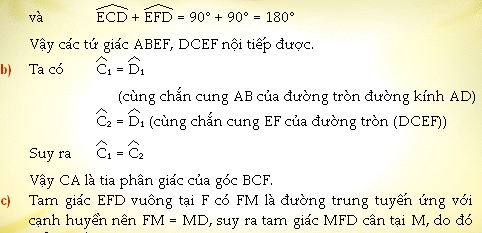 và $\widehat{ECD}$ + $\widehat{EFD}$ = 90° + 90° = 180°
Vậy các tứ giác ABEF, DCEF nội tiếp được.
b) Ta có $\widehat{C}_1$ = $\widehat{D}_1$
(cùng chắn cung AB của đường tròn đường kính AD)
$\widehat{C}_2$ = $\widehat{D}_1$ (cùng chắn cung EF của đường tròn (DCEF))
Suy ra $\widehat{C}_1$ = $\widehat{C}_2$
Vậy CA là tia phân giác của góc BCF.
c) Tam giác EFD vuông tại F có FM là đường trung tuyến ứng với
cạnh huyền nên FM = MD, suy ra tam giác MFD cân tại M, do đó